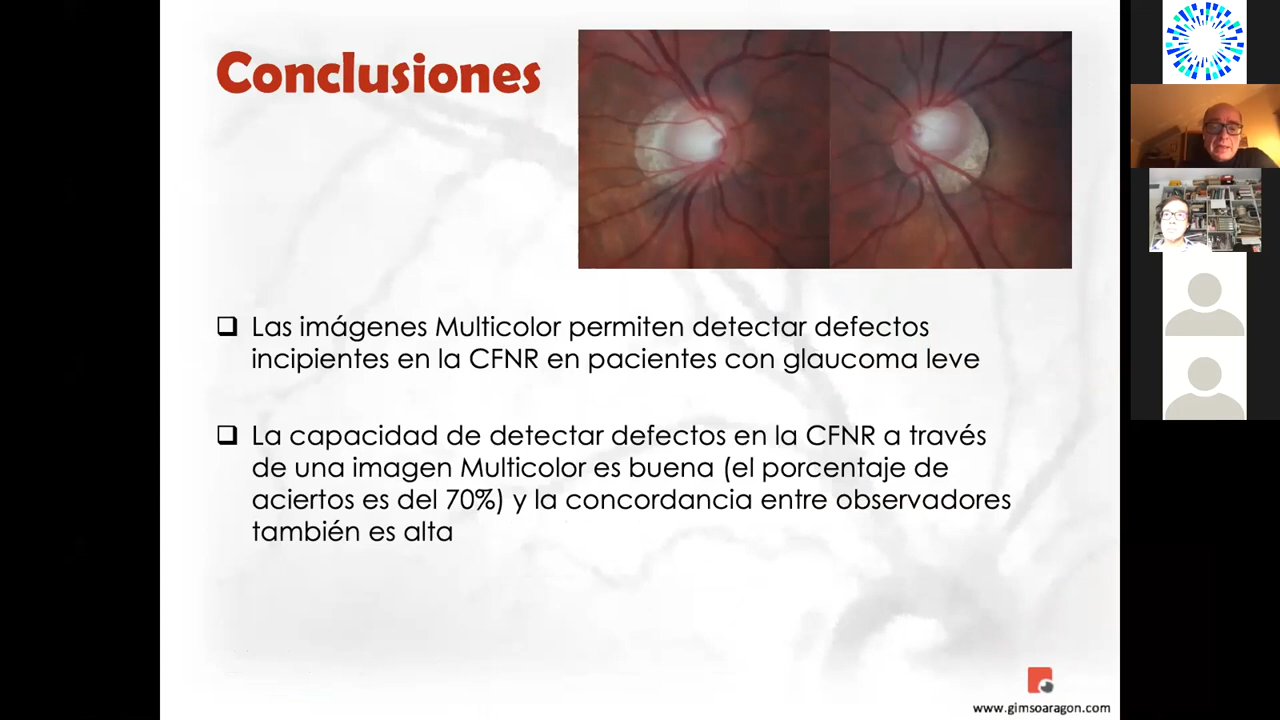 Conclusiones
Las imágenes Multicolor permiten detectar defectos
incipientes en la CFNR en pacientes con glaucoma leve
La capacidad de detectar defectos en la CFNR a través
de una imagen Multicolor es buena (el porcentaje de
aciertos es del 70%) y la concordancia entre observadores
también es alta
www.gimsoaragon.com